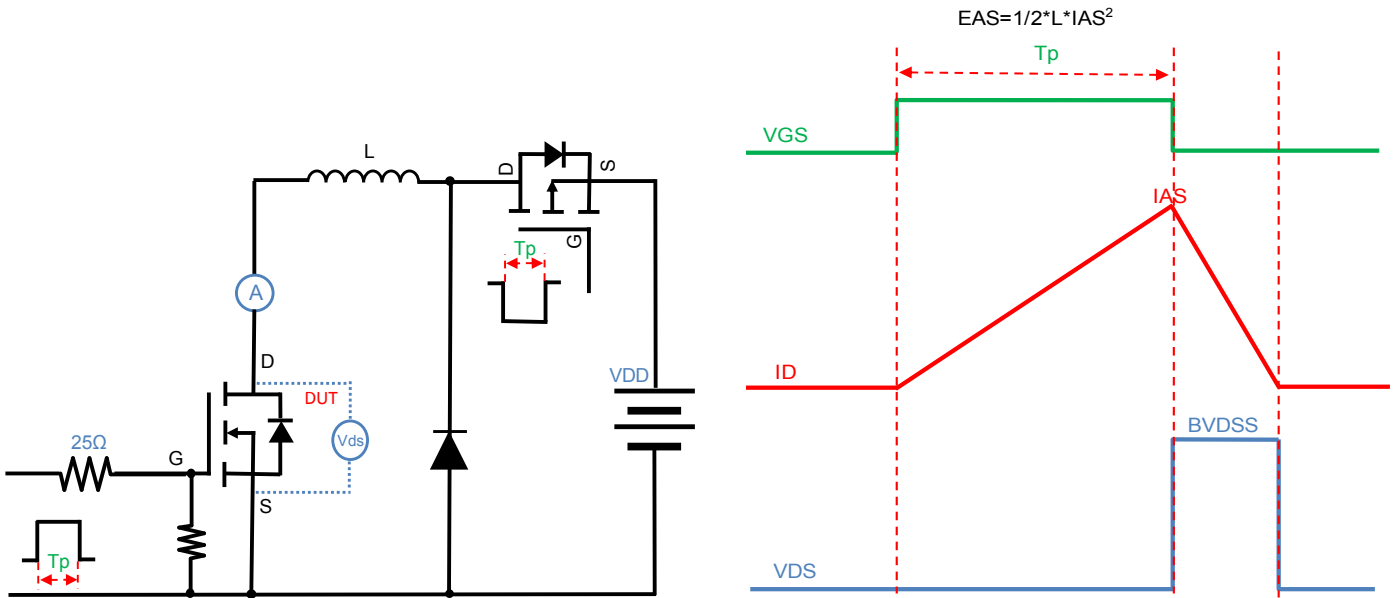 EAS=1/2*L*IAS²
Tp
VGS
IAS
ID
BVDSS
VDS
L
D
S
G
Tp
A
D
DUT
Vds
VDD
25Ω
G
S
Tp